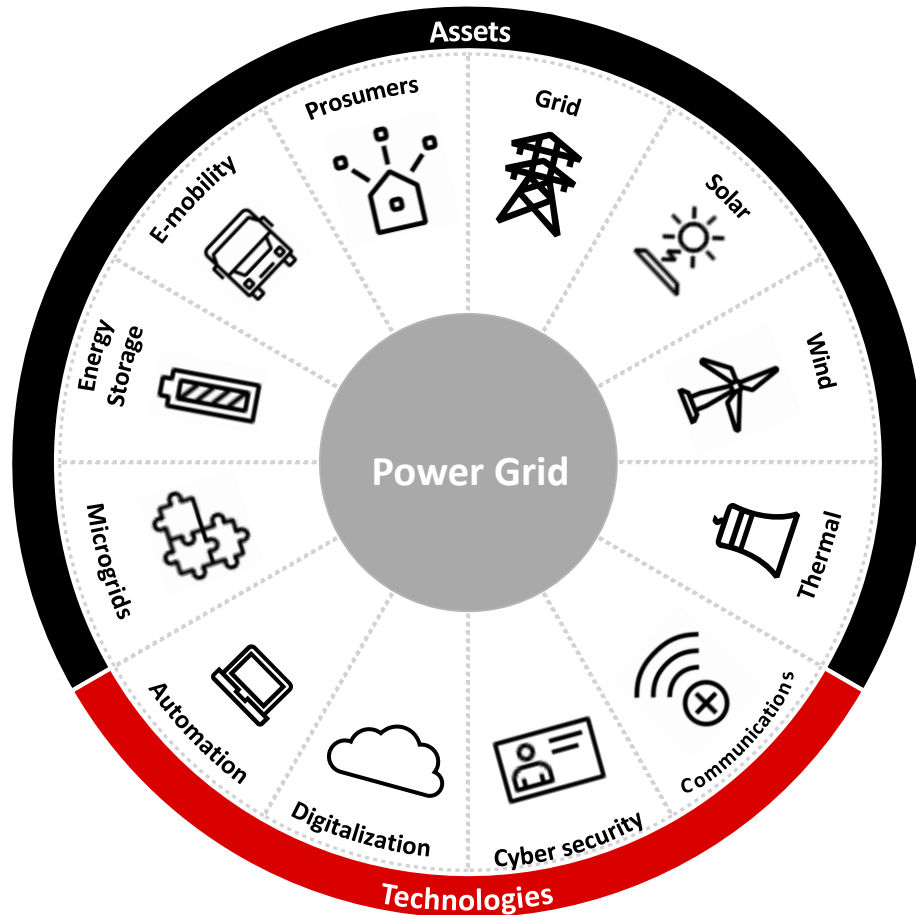 Assets
Prosumers
Grid
Solar
Wind
Thermal
Communications
Cyber security
Digitalization
Automation
Microgrids
Energy
Storage
E-mobility
Power Grid
Technologies